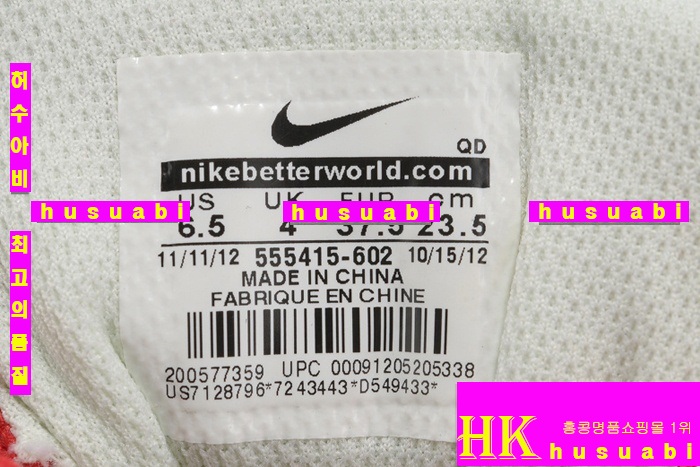 허수아비
최고의품질
QD
nikebetterworld.com
US UK EUR cm
6.5 4 37.5 23.5
husuabi husuabi husuabi
11/11/12 555415-602 10/15/12
MADE IN CHINA
FABRIQUE EN CHINE
200577359 UPC 00091205205338
US7128796*7243443*D549433*
HK 홍콩명품쇼핑몰 1위
husuabi